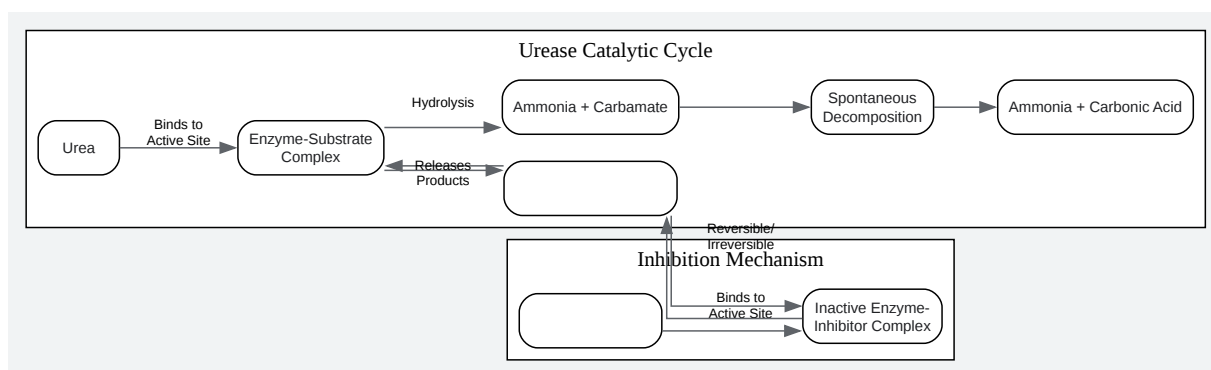 Urease Catalytic Cycle
Hydrolysis
Ammonia + Carbamate
Spontaneous
Decomposition
Ammonia + Carbonic Acid
Urea
Binds to
Active Site
Enzyme-Substrate
Complex
Releases
Products
Reversible/
Irreversible
Inhibition Mechanism
Binds to
Active Site
Inactive Enzyme-
Inhibitor Complex